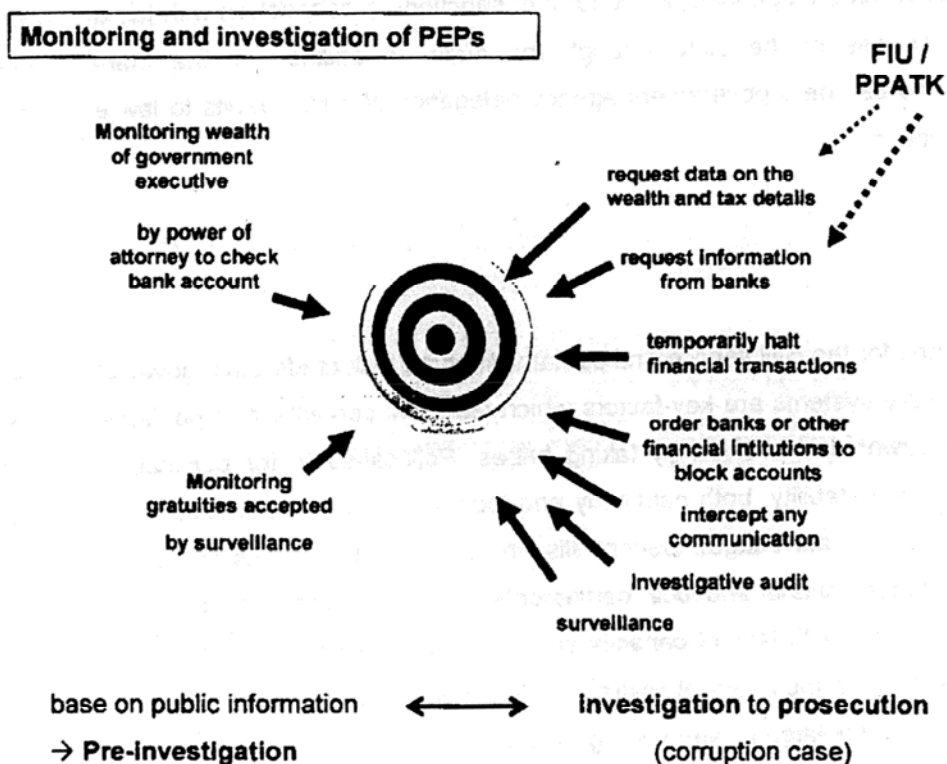 Monitoring and investigation of PEPs
FIU /
PPATK
Monitoring wealth
of government
executive
by power of
attorney to check
bank account
Monitoring
gratuities accepted
by surveillance
request data on the
wealth and tax details
request information
from banks
temporarily halt
financial transactions
order banks or other
financial intitutions to
block accounts
intercept any
communication
investigative audit
surveillance
base on public information
→ Pre-investigation
investigation to prosecution
(corruption case)